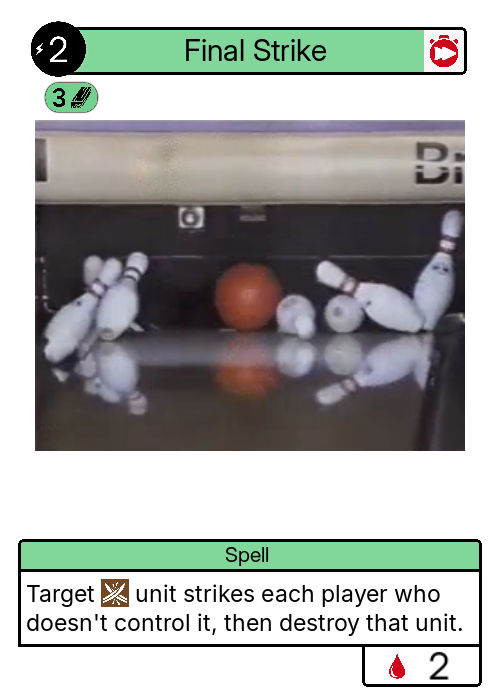 2
Final Strike
3
Br
Spell
Target unit strikes each player who
doesn't control it, then destroy that unit.
2